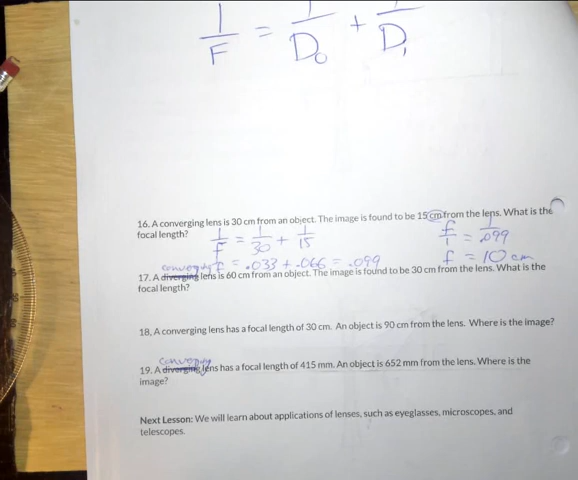 1/F = 1/D₀ + 1/D₁
16. A converging lens is 30 cm from an object. The image is found to be 15 cm from the lens. What is the
focal length?
1/f = 1/30 + 1/15
f/1 = 1/.099
1/f = .033 + .066 = .099
f = 10 cm
converging
17. A diverging lens is 60 cm from an object. The image is found to be 30 cm from the lens. What is the
focal length?
18. A converging lens has a focal length of 30 cm. An object is 90 cm from the lens. Where is the image?
converging
19. A diverging lens has a focal length of 415 mm. An object is 652 mm from the lens. Where is the
image?
Next Lesson: We will learn about applications of lenses, such as eyeglasses, microscopes, and
telescopes.